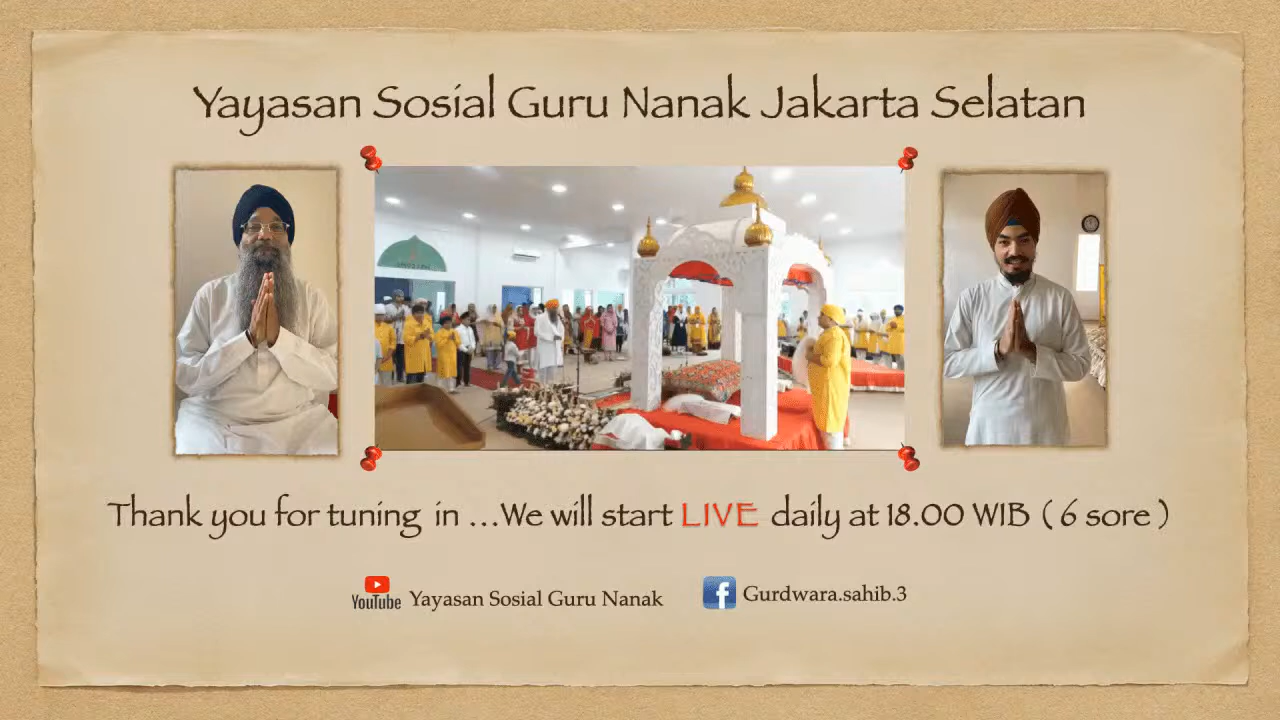 Yayasan Sosial Guru Nanak Jakarta Selatan
Thank you for tuning in ...We will start LIVE daily at 18.00 WIB ( 6 sore )
YouTube Yayasan Sosial Guru Nanak
f Gurdwara.sahib.3